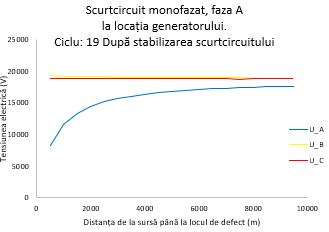 Scurtcircuit monofazat, faza A
la locația generatorului.
Ciclu: 19 După stabilizarea scurtcircuitului
25000
20000
15000
10000
5000
0
Tensiunea electrică (V)
0
2000
4000
6000
8000
10000
Distanța de la sursă până la locul de defect (m)
U_A
U_B
U_C